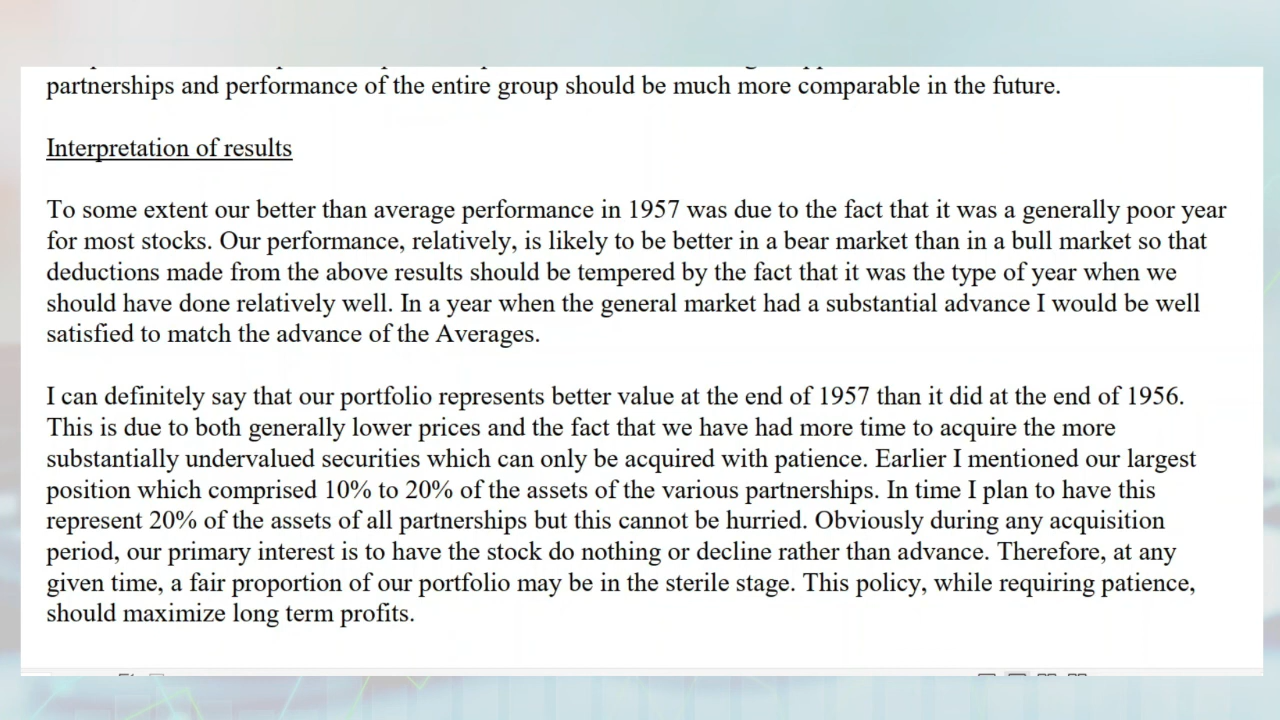 partnerships and performance of the entire group should be much more comparable in the future.
Interpretation of results
To some extent our better than average performance in 1957 was due to the fact that it was a generally poor year
for most stocks. Our performance, relatively, is likely to be better in a bear market than in a bull market so that
deductions made from the above results should be tempered by the fact that it was the type of year when we
should have done relatively well. In a year when the general market had a substantial advance I would be well
satisfied to match the advance of the Averages.
I can definitely say that our portfolio represents better value at the end of 1957 than it did at the end of 1956.
This is due to both generally lower prices and the fact that we have had more time to acquire the more
substantially undervalued securities which can only be acquired with patience. Earlier I mentioned our largest
position which comprised 10% to 20% of the assets of the various partnerships. In time I plan to have this
represent 20% of the assets of all partnerships but this cannot be hurried. Obviously during any acquisition
period, our primary interest is to have the stock do nothing or decline rather than advance. Therefore, at any
given time, a fair proportion of our portfolio may be in the sterile stage. This policy, while requiring patience,
should maximize long term profits.